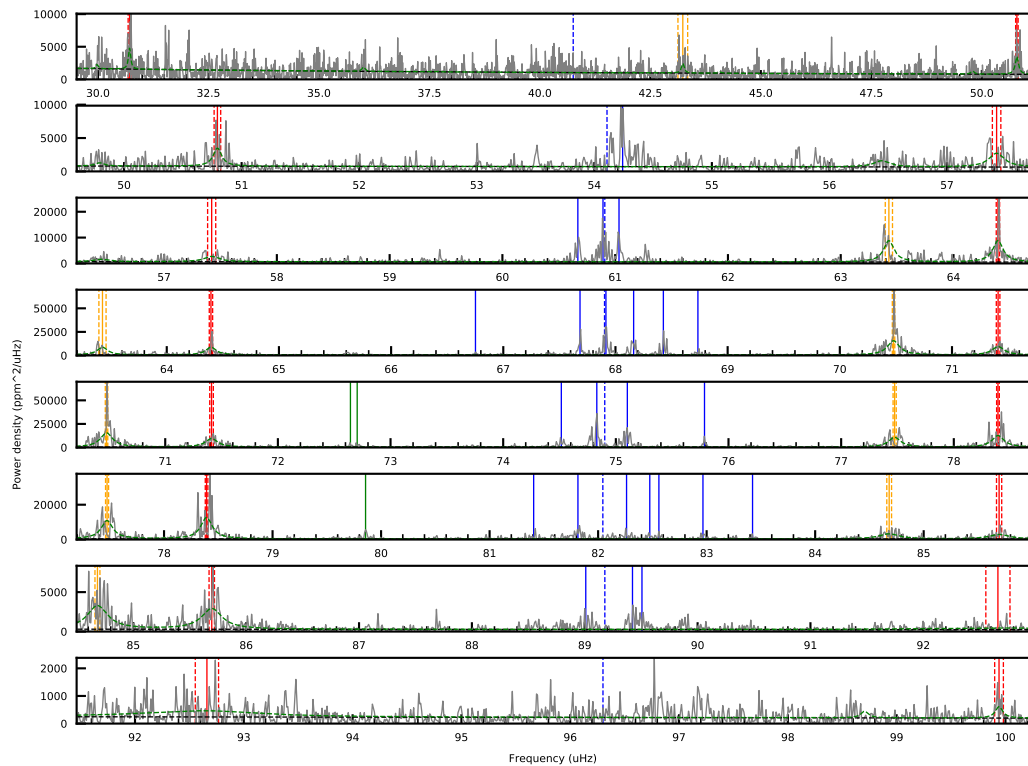 10000
5000
0
30.0 32.5 35.0 37.5 40.0 42.5 45.0 47.5 50.0
10000
5000
0
50 51 52 53 54 55 56 57
20000
10000
0
57 58 59 60 61 62 63 64
50000
25000
0
64 65 66 67 68 69 70 71
50000
25000
0
71 72 73 74 75 76 77 78
20000
0
78 79 80 81 82 83 84 85
5000
0
85 86 87 88 89 90 91 92
2000
1000
0
92 93 94 95 96 97 98 99 100
Power density (ppm^2/uHz)
Frequency (uHz)